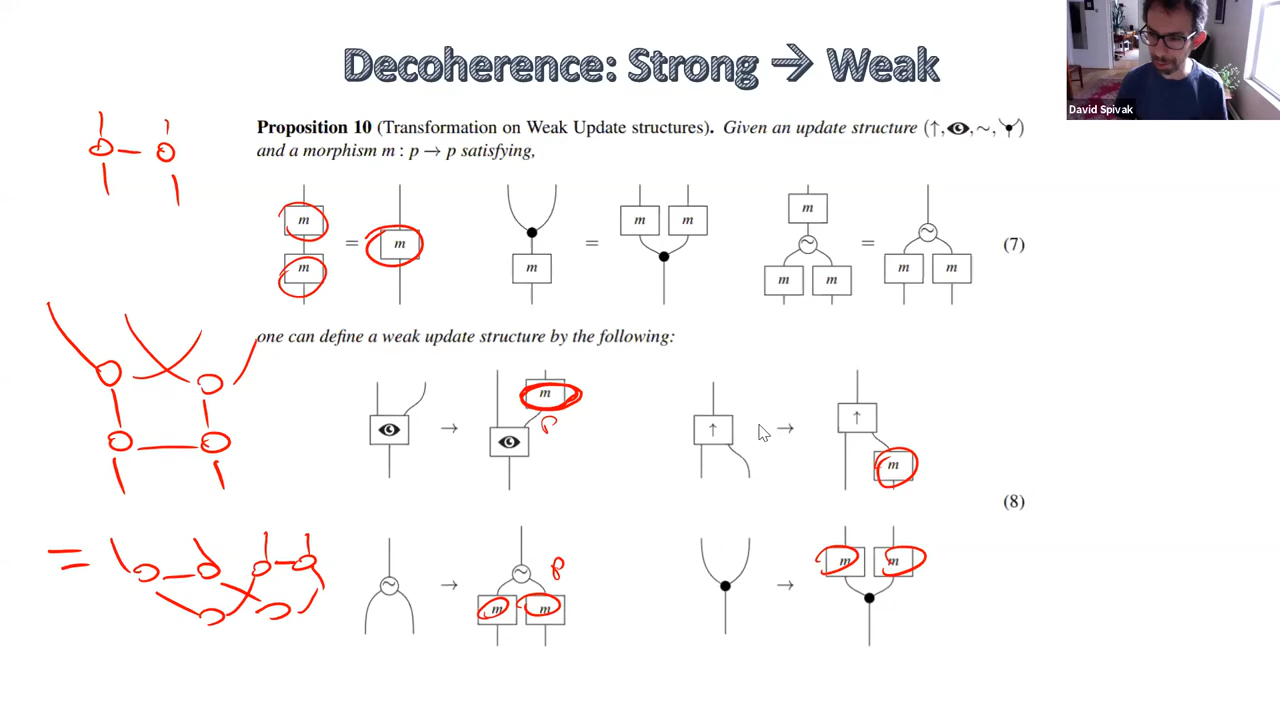 Decoherence: Strong → Weak
David Spivak
Proposition 10 (Transformation on Weak Update structures). Given an update structure (↑, 👁, ∼, )
and a morphism m : p → p satisfying,
m m = m = m m m m m = m m (7)
m m
one can define a weak update structure by the following:
→ m ↑ → ↑
p m
(8)
∼ → ∼ p → m m
m m